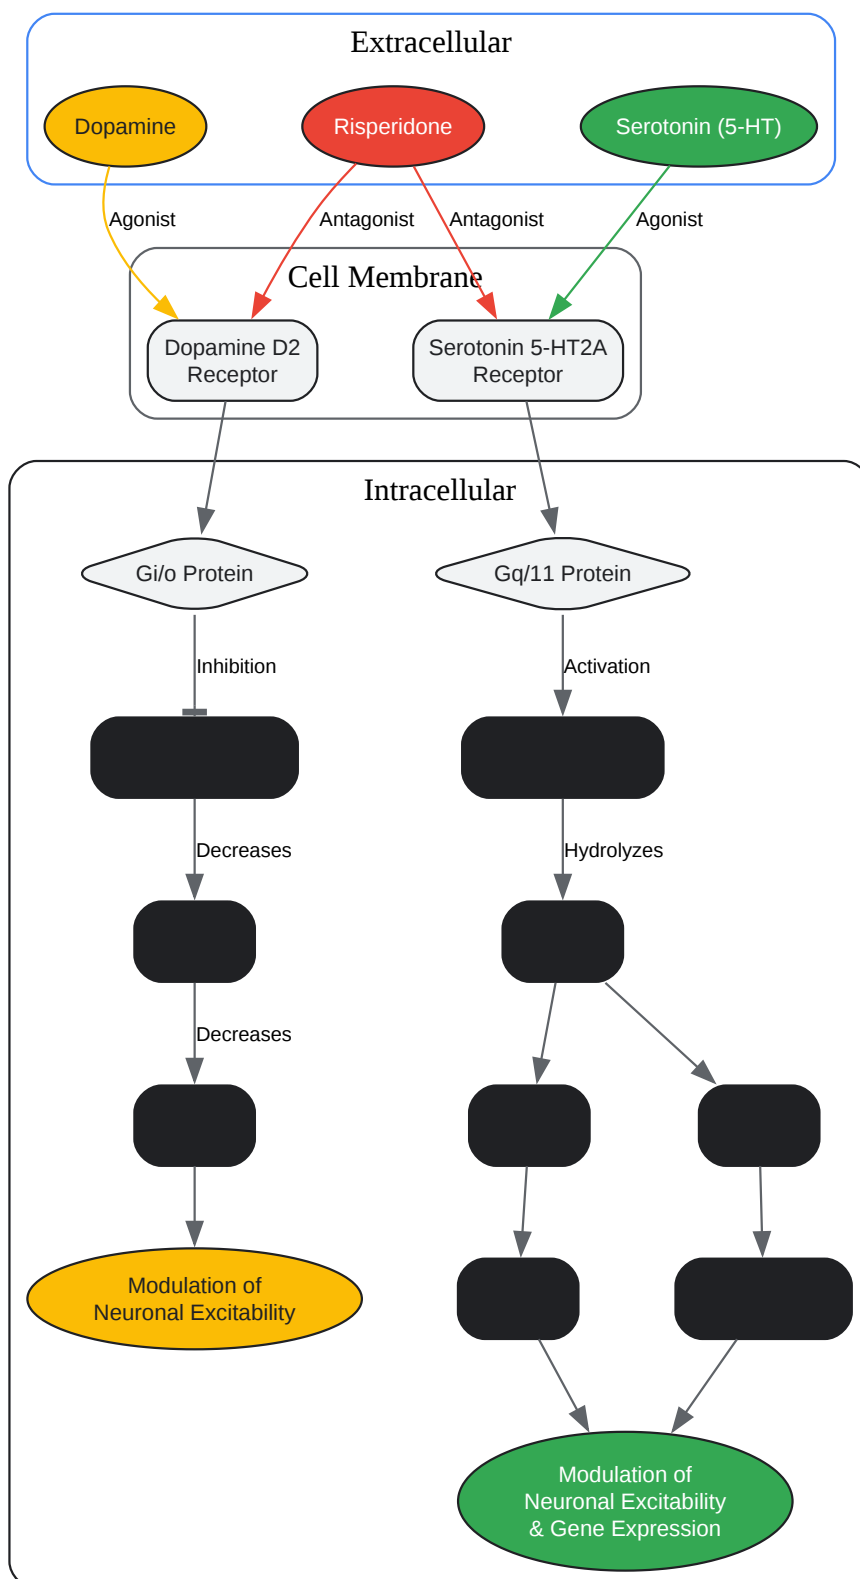 Extracellular
Dopamine
Risperidone
Serotonin (5-HT)
Agonist
Antagonist
Antagonist
Agonist
Cell Membrane
Dopamine D2
Receptor
Serotonin 5-HT2A
Receptor
Intracellular
Gi/o Protein
Gq/11 Protein
Inhibition
Activation
Decreases
Hydrolyzes
Decreases
Modulation of
Neuronal Excitability
Modulation of
Neuronal Excitability
& Gene Expression